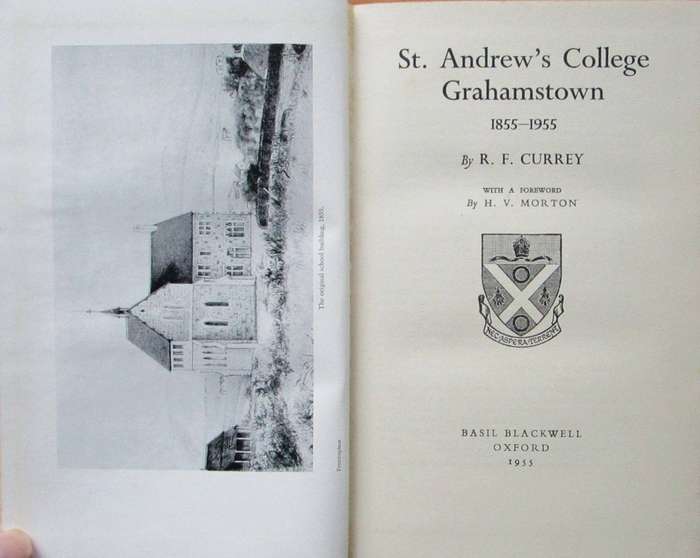 The original school building, 1855.
Frontispiece
St. Andrew's College
Grahamstown
1855–1955
By R. F. CURREY
WITH A FOREWORD
By H. V. MORTON
NEC ASPERA TERRENT
BASIL BLACKWELL
OXFORD
1955